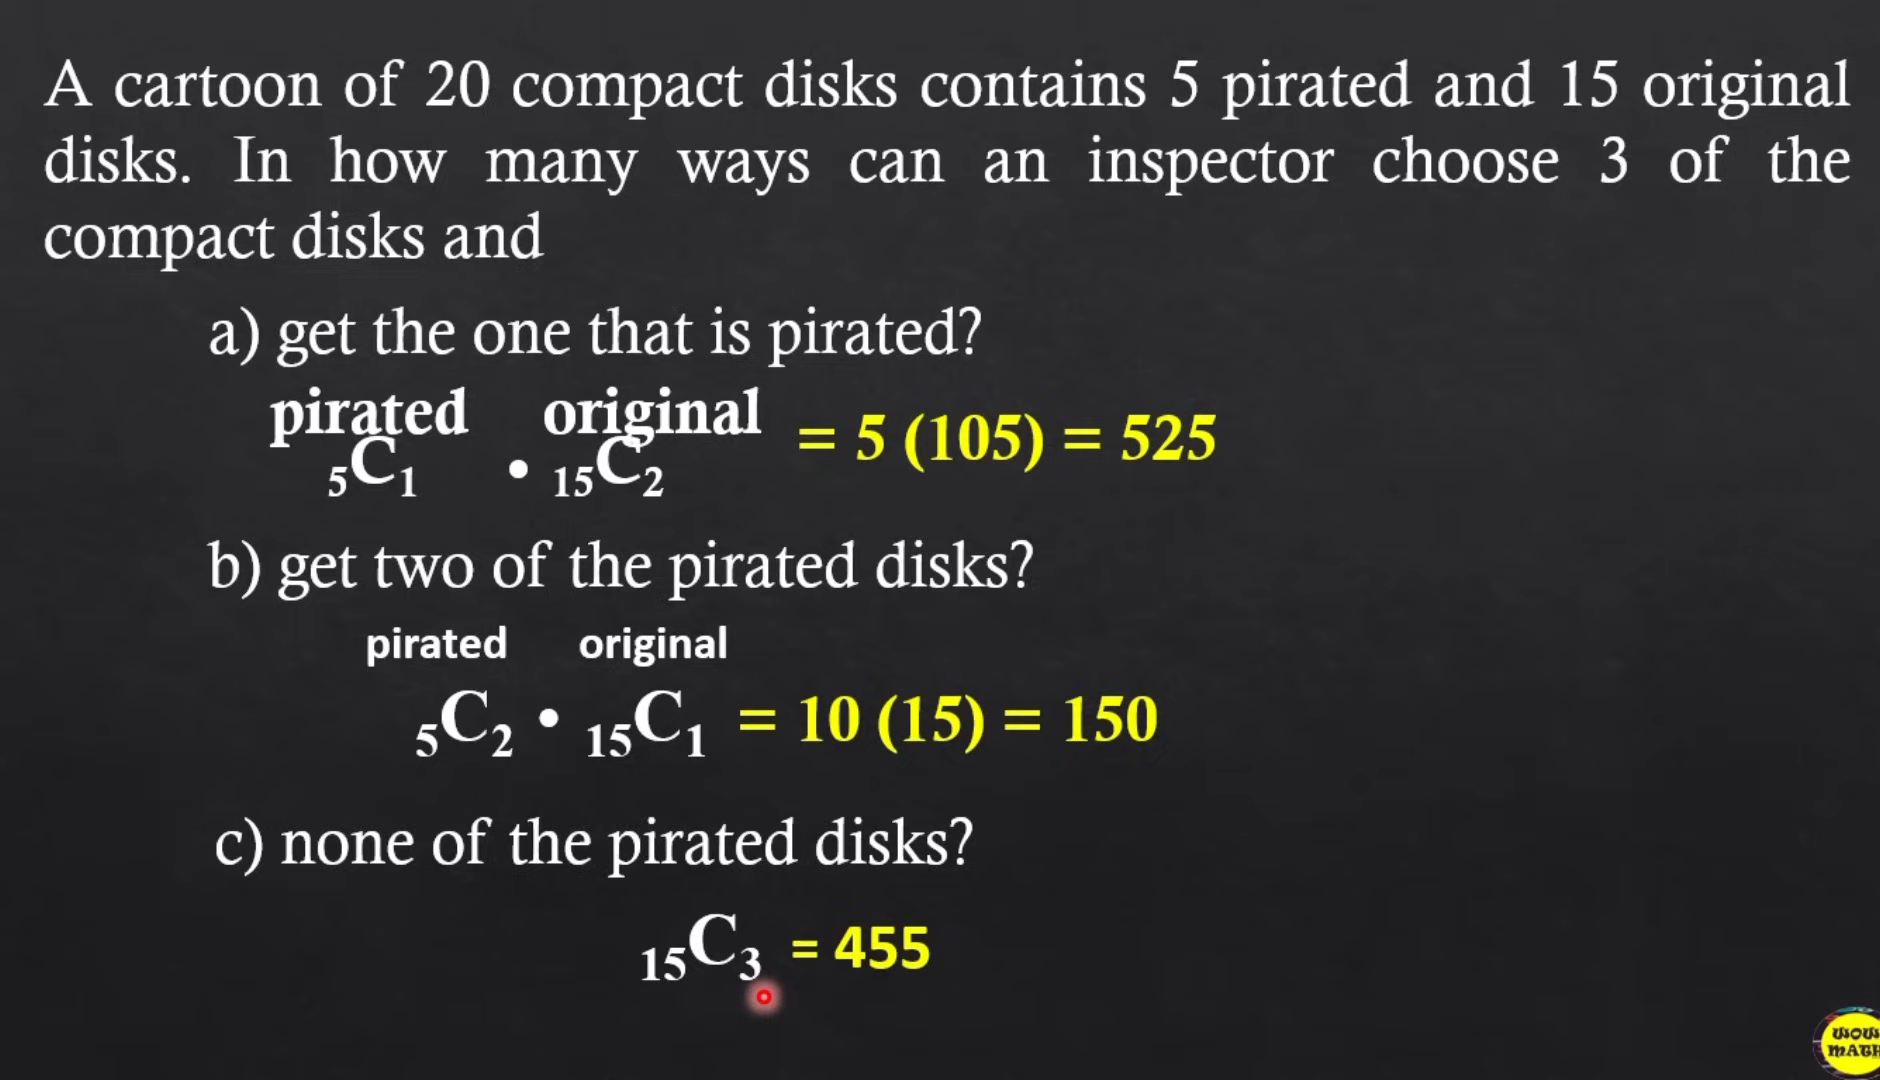 A cartoon of 20 compact disks contains 5 pirated and 15 original
disks. In how many ways can an inspector choose 3 of the
compact disks and
a) get the one that is pirated?
pirated original
₅C₁ • ₁₅C₂ = 5 (105) = 525
b) get two of the pirated disks?
pirated original
₅C₂ • ₁₅C₁ = 10 (15) = 150
c) none of the pirated disks?
₁₅C₃ = 455
WOW
MATH